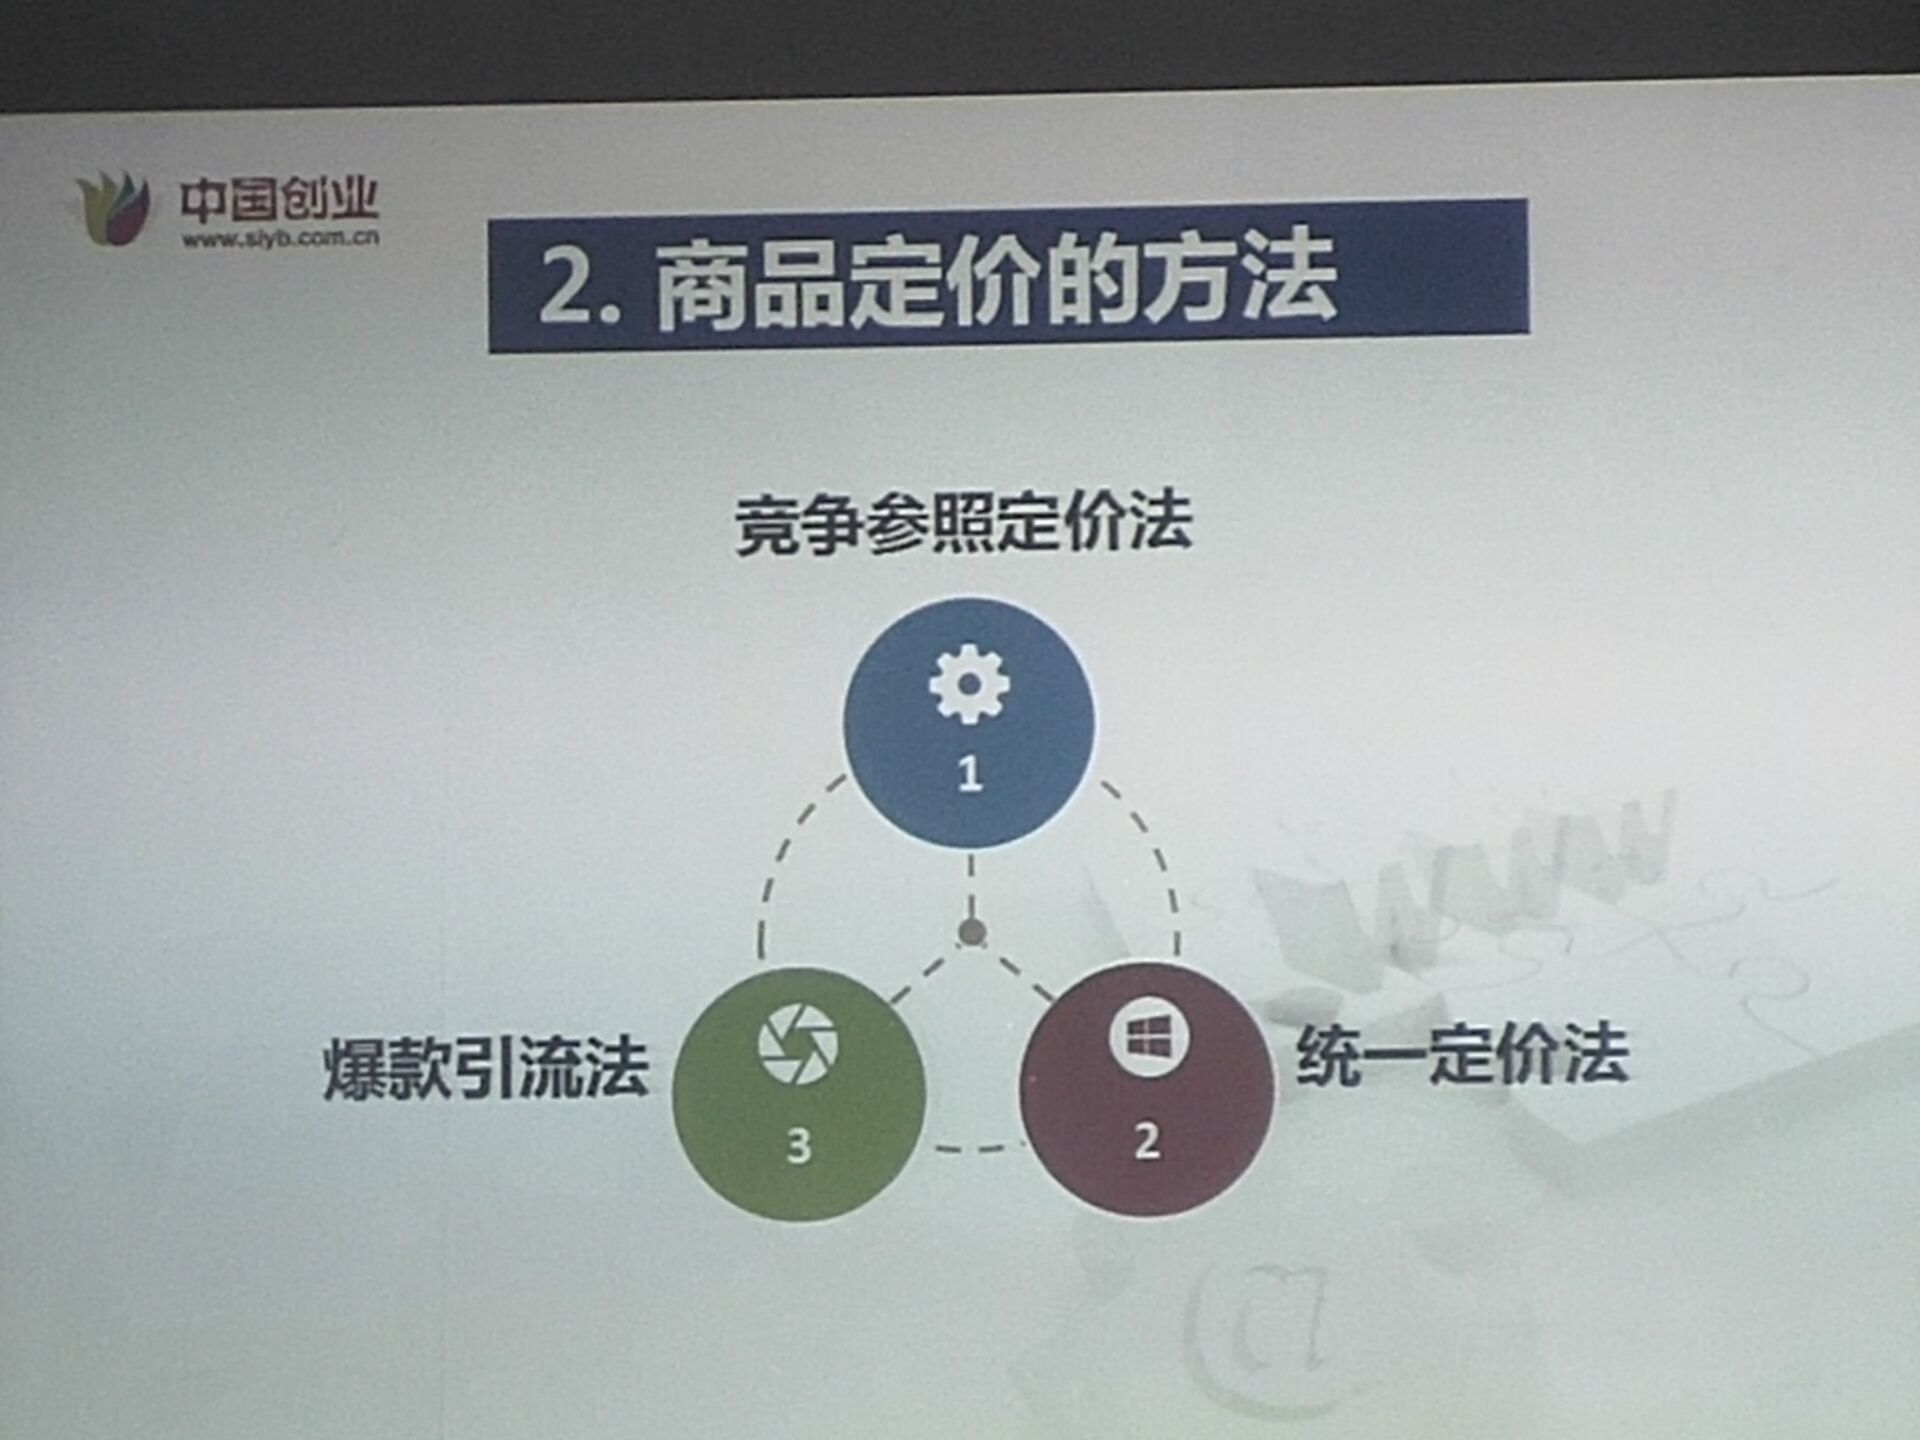 中国创业
www.siyb.com.cn
2. 商品定价的方法
竞争参照定价法
1
爆款引流法
3
2
统一定价法
www
@